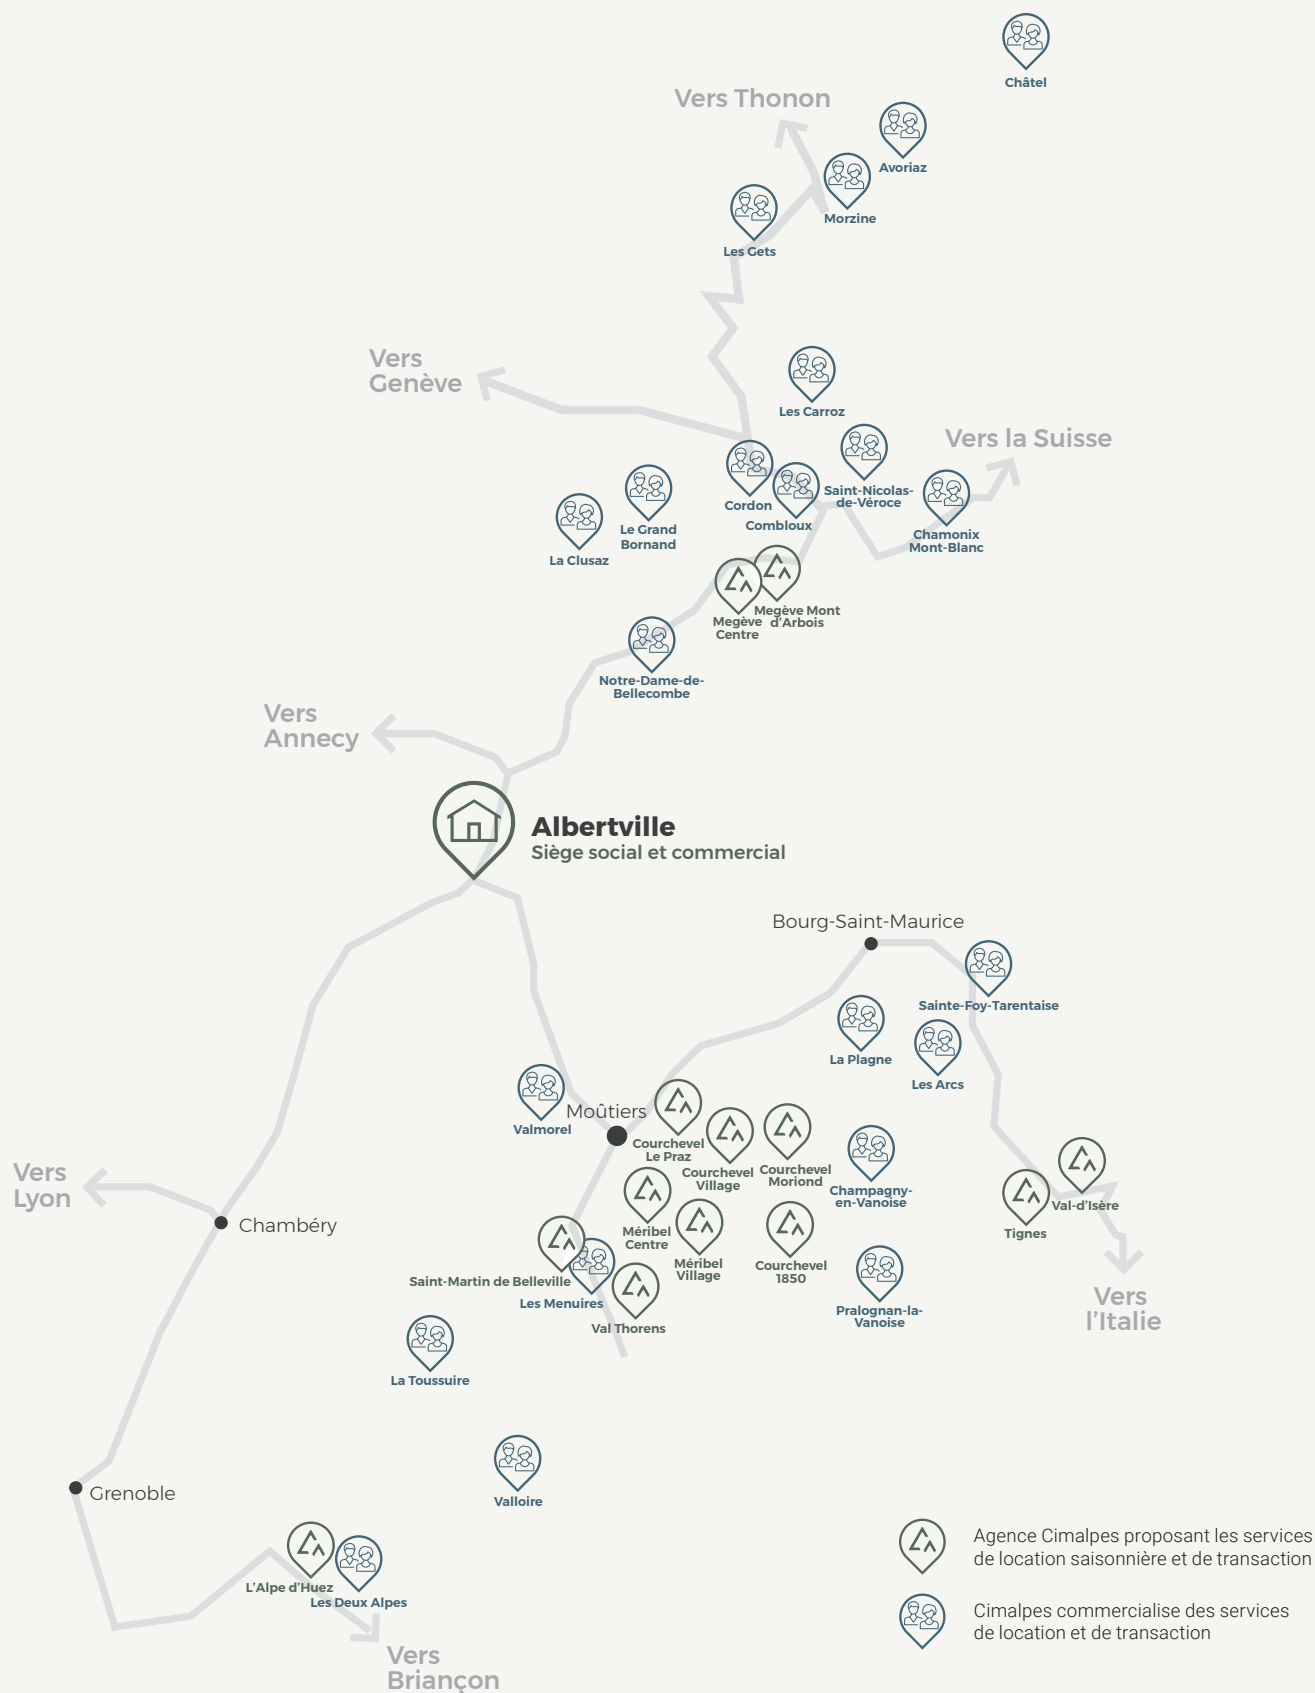 Châtel
Vers Thonon
Avoriaz
Morzine
Les Gets
Vers
Genève
Les Carroz
Vers la Suisse
Saint-Nicolas-
de-Véroce
Cordon
Combloux
Le Grand
Bornand
La Clusaz
Chamonix
Mont-Blanc
Megève Mont
d'Arbois
Megève
Centre
Notre-Dame-de-
Bellecombe
Vers
Annecy
Albertville
Siège social et commercial
Bourg-Saint-Maurice
Sainte-Foy-Tarentaise
La Plagne
Les Arcs
Moûtiers
Valmorel
Courchevel
Le Praz
Courchevel
Village
Courchevel
Moriond
Champagny-
en-Vanoise
Vers
Lyon
Chambéry
Val-d'Isère
Tignes
Méribel
Centre
Méribel
Village
Courchevel
1850
Saint-Martin de Belleville
Les Menuires
Val Thorens
Pralognan-la-
Vanoise
Vers
l'Italie
La Toussuire
Valloire
Grenoble
L'Alpe d'Huez
Les Deux Alpes
Vers
Briançon
Agence Cimalpes proposant les services
de location saisonnière et de transaction
Cimalpes commercialise des services
de location et de transaction